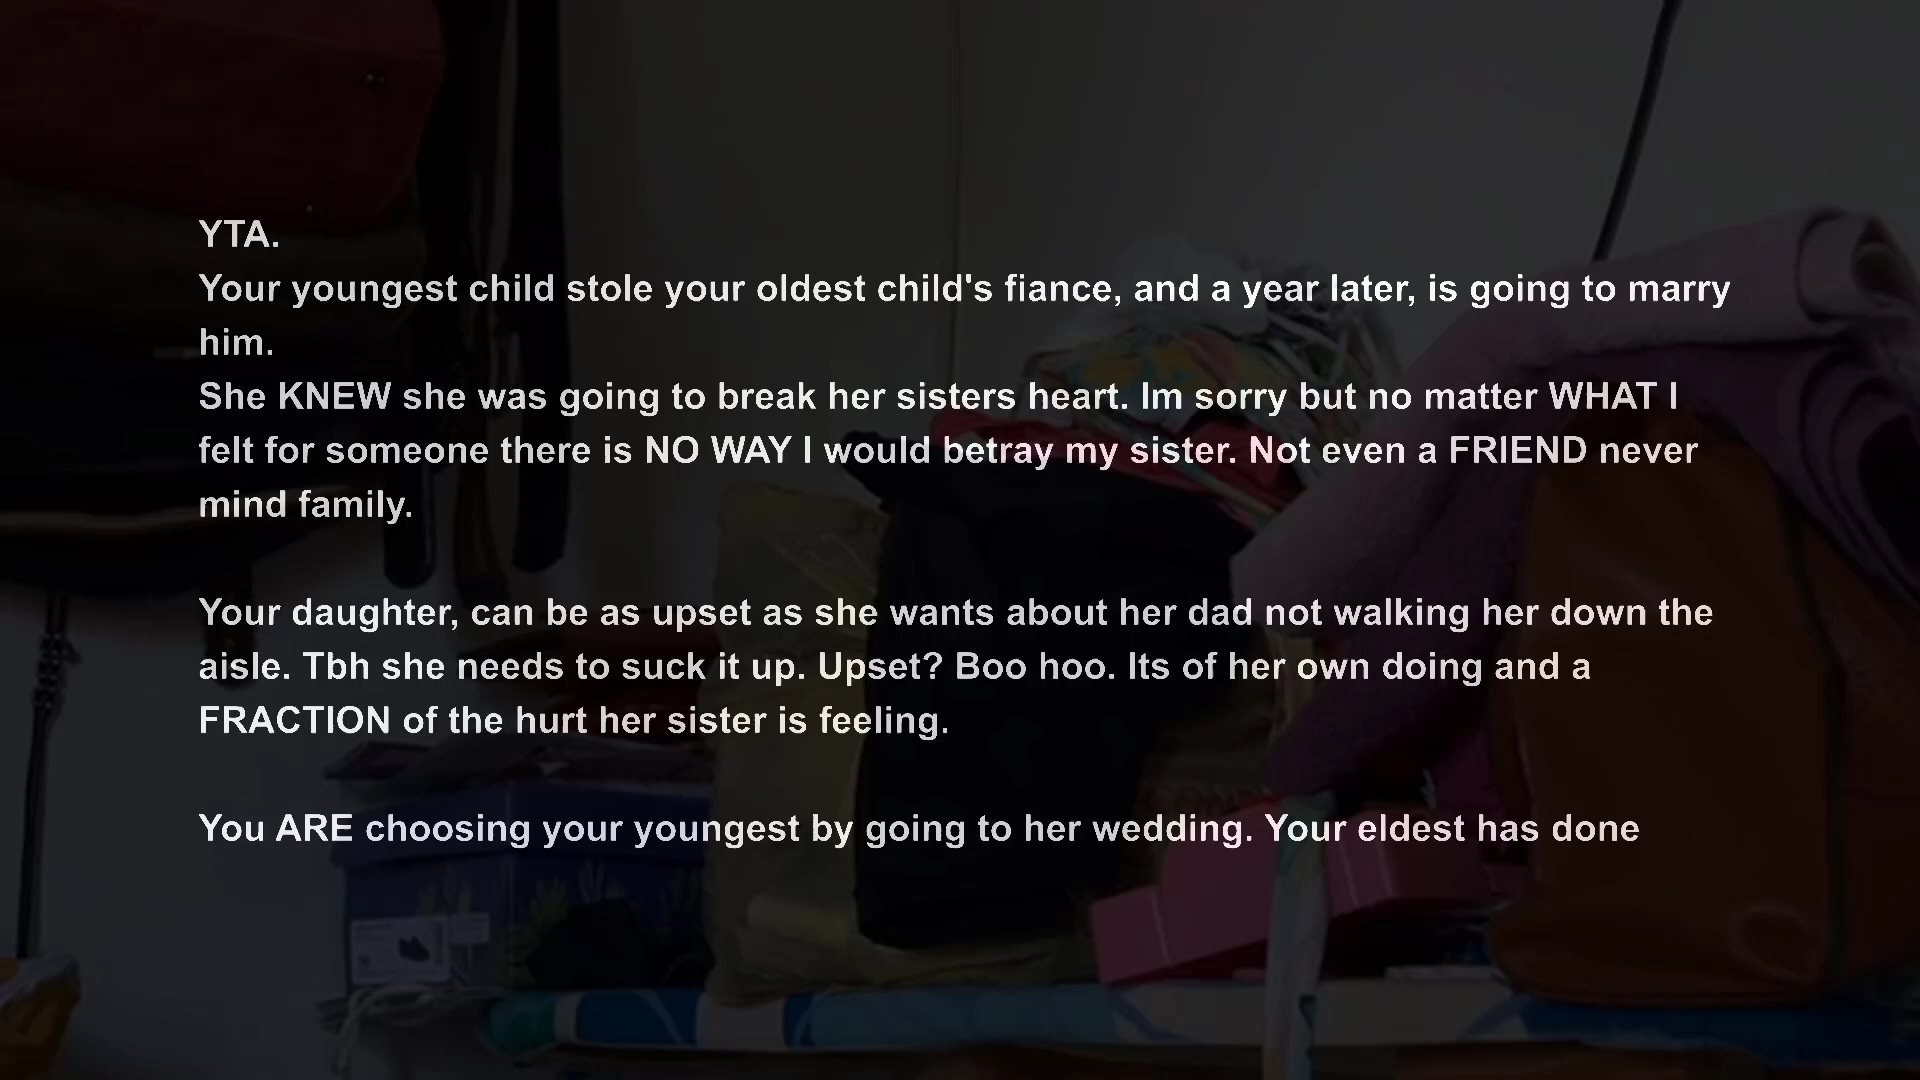 YTA.
Your youngest child stole your oldest child's fiance, and a year later, is going to marry
him.
She KNEW she was going to break her sisters heart. Im sorry but no matter WHAT I
felt for someone there is NO WAY I would betray my sister. Not even a FRIEND never
mind family.
Your daughter, can be as upset as she wants about her dad not walking her down the
aisle. Tbh she needs to suck it up. Upset? Boo hoo. Its of her own doing and a
FRACTION of the hurt her sister is feeling.
You ARE choosing your youngest by going to her wedding. Your eldest has done